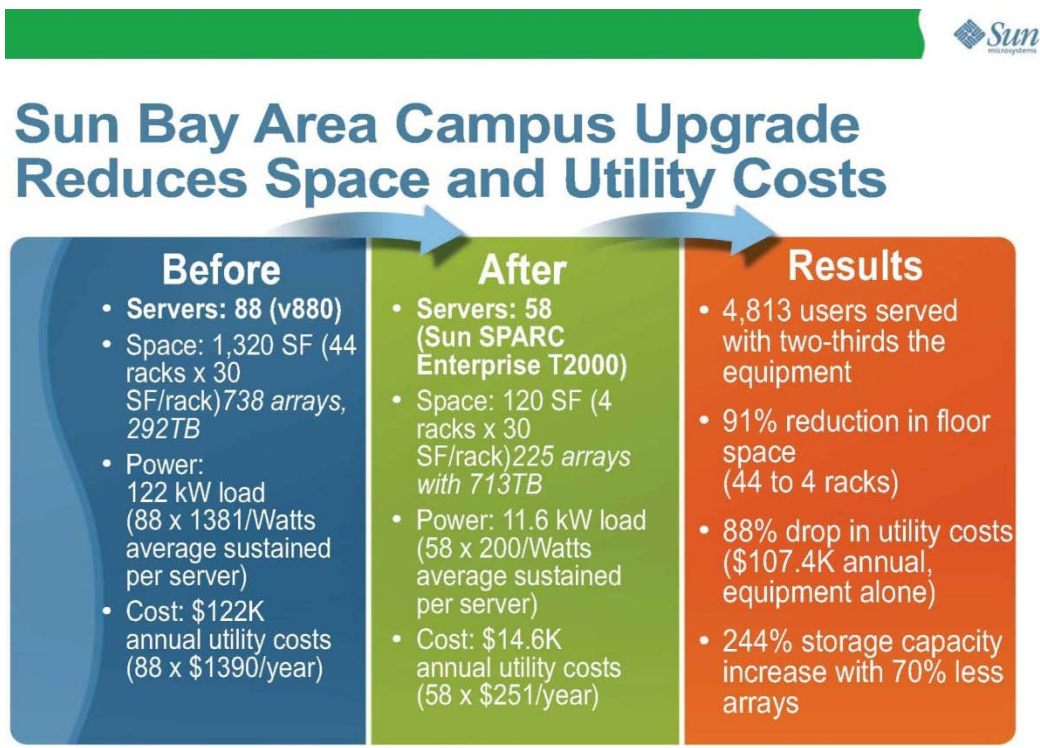 Sun
microsystems
Sun Bay Area Campus Upgrade
Reduces Space and Utility Costs
Before
• Servers: 88 (v880)
• Space: 1,320 SF (44
racks x 30
SF/rack)738 arrays,
292TB
• Power:
122 kW load
(88 x 1381/Watts
average sustained
per server)
• Cost: $122K
annual utility costs
(88 x $1390/year)
After
• Servers: 58
(Sun SPARC
Enterprise T2000)
• Space: 120 SF (4
racks x 30
SF/rack)225 arrays
with 713TB
• Power: 11.6 kW load
(58 x 200/Watts
average sustained
per server)
• Cost: $14.6K
annual utility costs
(58 x $251/year)
Results
• 4,813 users served
with two-thirds the
equipment
• 91% reduction in floor
space
(44 to 4 racks)
• 88% drop in utility costs
($107.4K annual,
equipment alone)
• 244% storage capacity
increase with 70% less
arrays